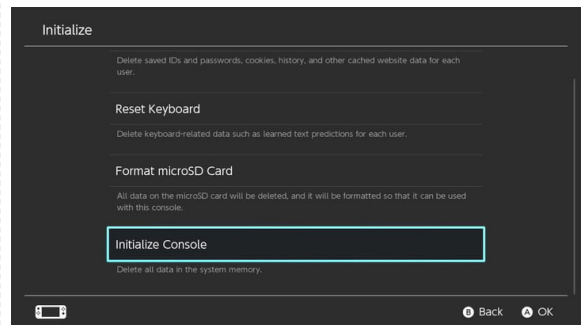 Initialize
Delete saved IDs and passwords, cookies, history, and other cached website data for each
user.
Reset Keyboard
Delete keyboard-related data such as learned text predictions for each user.
Format microSD Card
All data on the microSD card will be deleted, and it will be formatted so that it can be used
with this console.
Initialize Console
Delete all data in the system memory.
B Back A OK